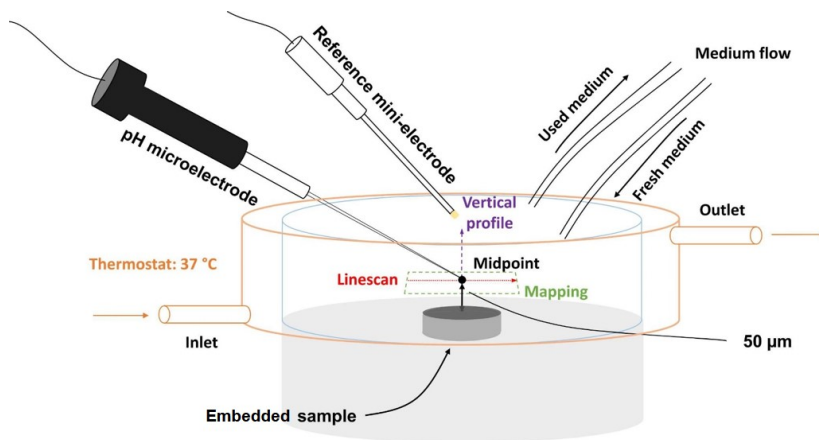 Reference mini-electrode
pH microelectrode
Medium flow
Used medium
Fresh medium
Vertical
profile
Outlet
Thermostat: 37 °C
Midpoint
Linescan
Mapping
Inlet
50 µm
Embedded sample